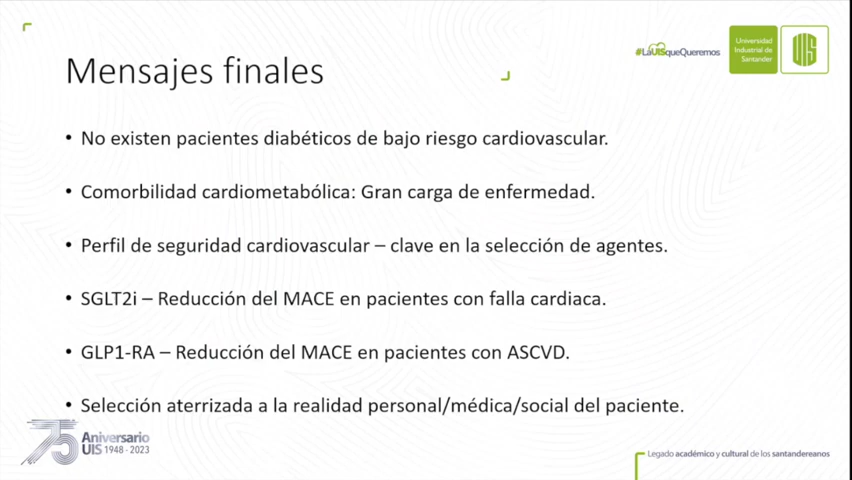 #LaUISqueQueremos
Universidad
Industrial de
Santander
Mensajes finales
• No existen pacientes diabéticos de bajo riesgo cardiovascular.
• Comorbilidad cardiometabólica: Gran carga de enfermedad.
• Perfil de seguridad cardiovascular – clave en la selección de agentes.
• SGLT2i – Reducción del MACE en pacientes con falla cardiaca.
• GLP1-RA – Reducción del MACE en pacientes con ASCVD.
• Selección aterrizada a la realidad personal/médica/social del paciente.
75 Aniversario
UIS 1948 - 2023
Legado académico y cultural de los santandereanos